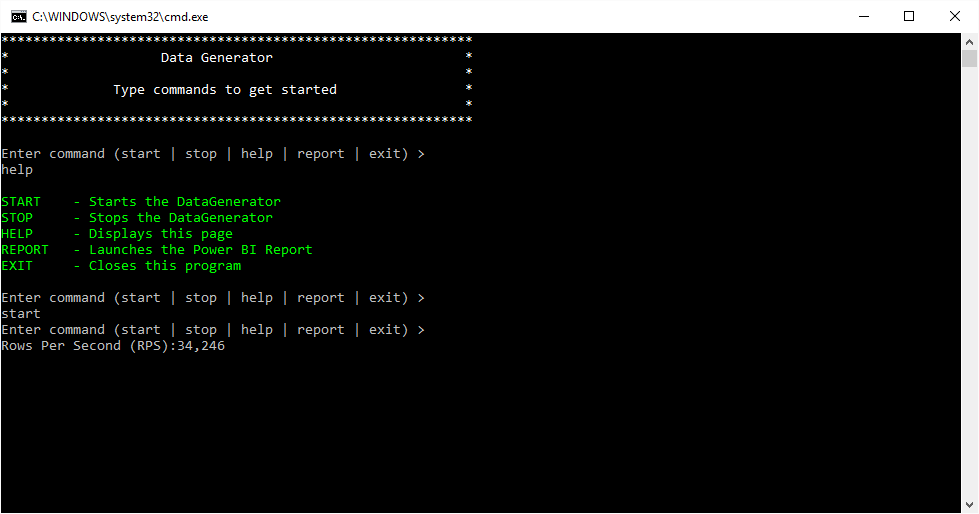 C:\WINDOWS\system32\cmd.exe
***********************************************************
*                   Data Generator                        *
*                                                         *
*             Type commands to get started                *
*                                                         *
***********************************************************
Enter command (start | stop | help | report | exit) >
help
START    - Starts the DataGenerator
STOP     - Stops the DataGenerator
HELP     - Displays this page
REPORT   - Launches the Power BI Report
EXIT     - Closes this program
Enter command (start | stop | help | report | exit) >
start
Enter command (start | stop | help | report | exit) >
Rows Per Second (RPS):34,246